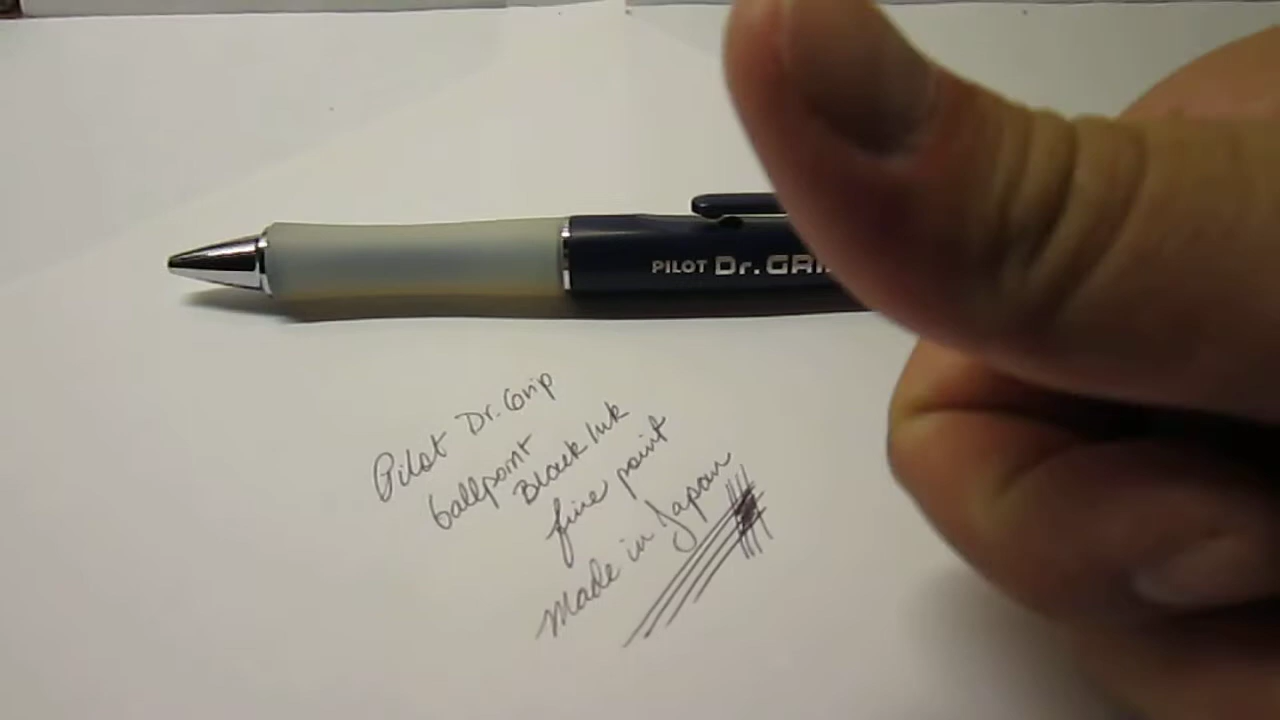 PILOT Dr. GRI
Pilot Dr. Grip
ballpoint
Black Ink
fine point
Made in Japan